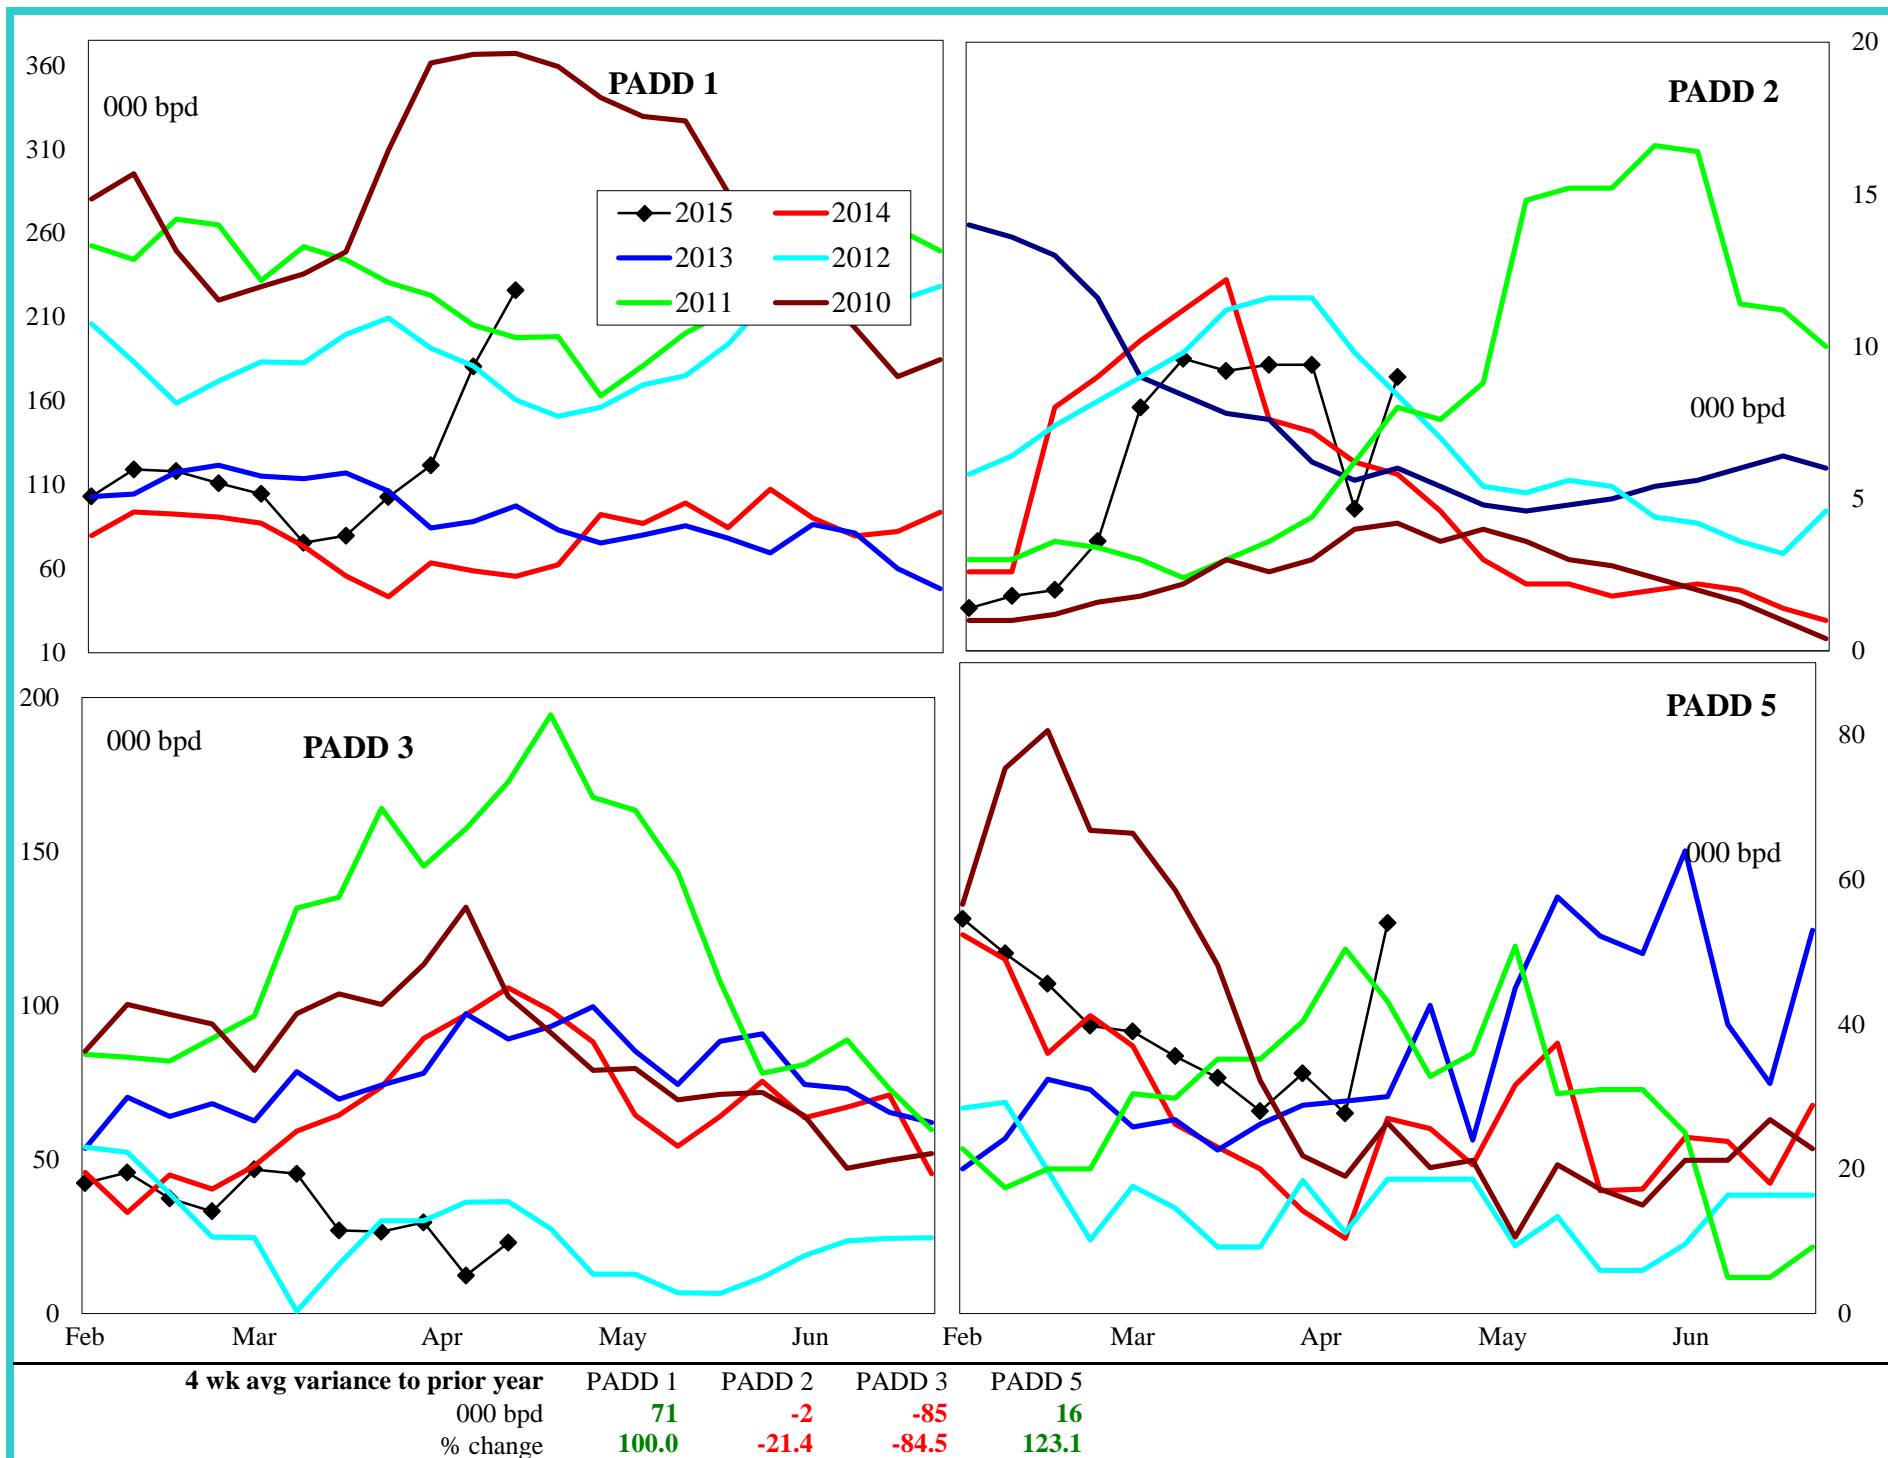 PADD 1
000 bpd
360
310
260
210
160
110
60
10
2015 2014
2013 2012
2011 2010
PADD 2
000 bpd
20
15
10
5
0
PADD 3
000 bpd
200
150
100
50
0
Feb Mar Apr May Jun
PADD 5
000 bpd
80
60
40
20
0
Feb Mar Apr May Jun
4 wk avg variance to prior year PADD 1 PADD 2 PADD 3 PADD 5
000 bpd 71 -2 -85 16
% change 100.0 -21.4 -84.5 123.1